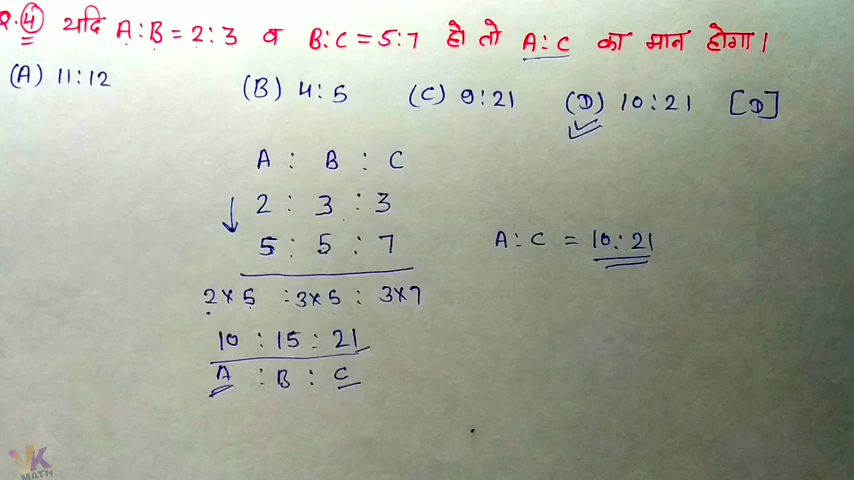 Q.④ यदि A:B=2:3 व B:C=5:7 हो तो A:C का मान होगा।
(A) 11:12 (B) 4:5 (C) 9:21 (D) 10:21 [D]
A : B : C
2 : 3 : 3
5 : 5 : 7
A:C = 10:21
2×5 :3×5 : 3×7
10 : 15 : 21
A : B : C
VK
MATH